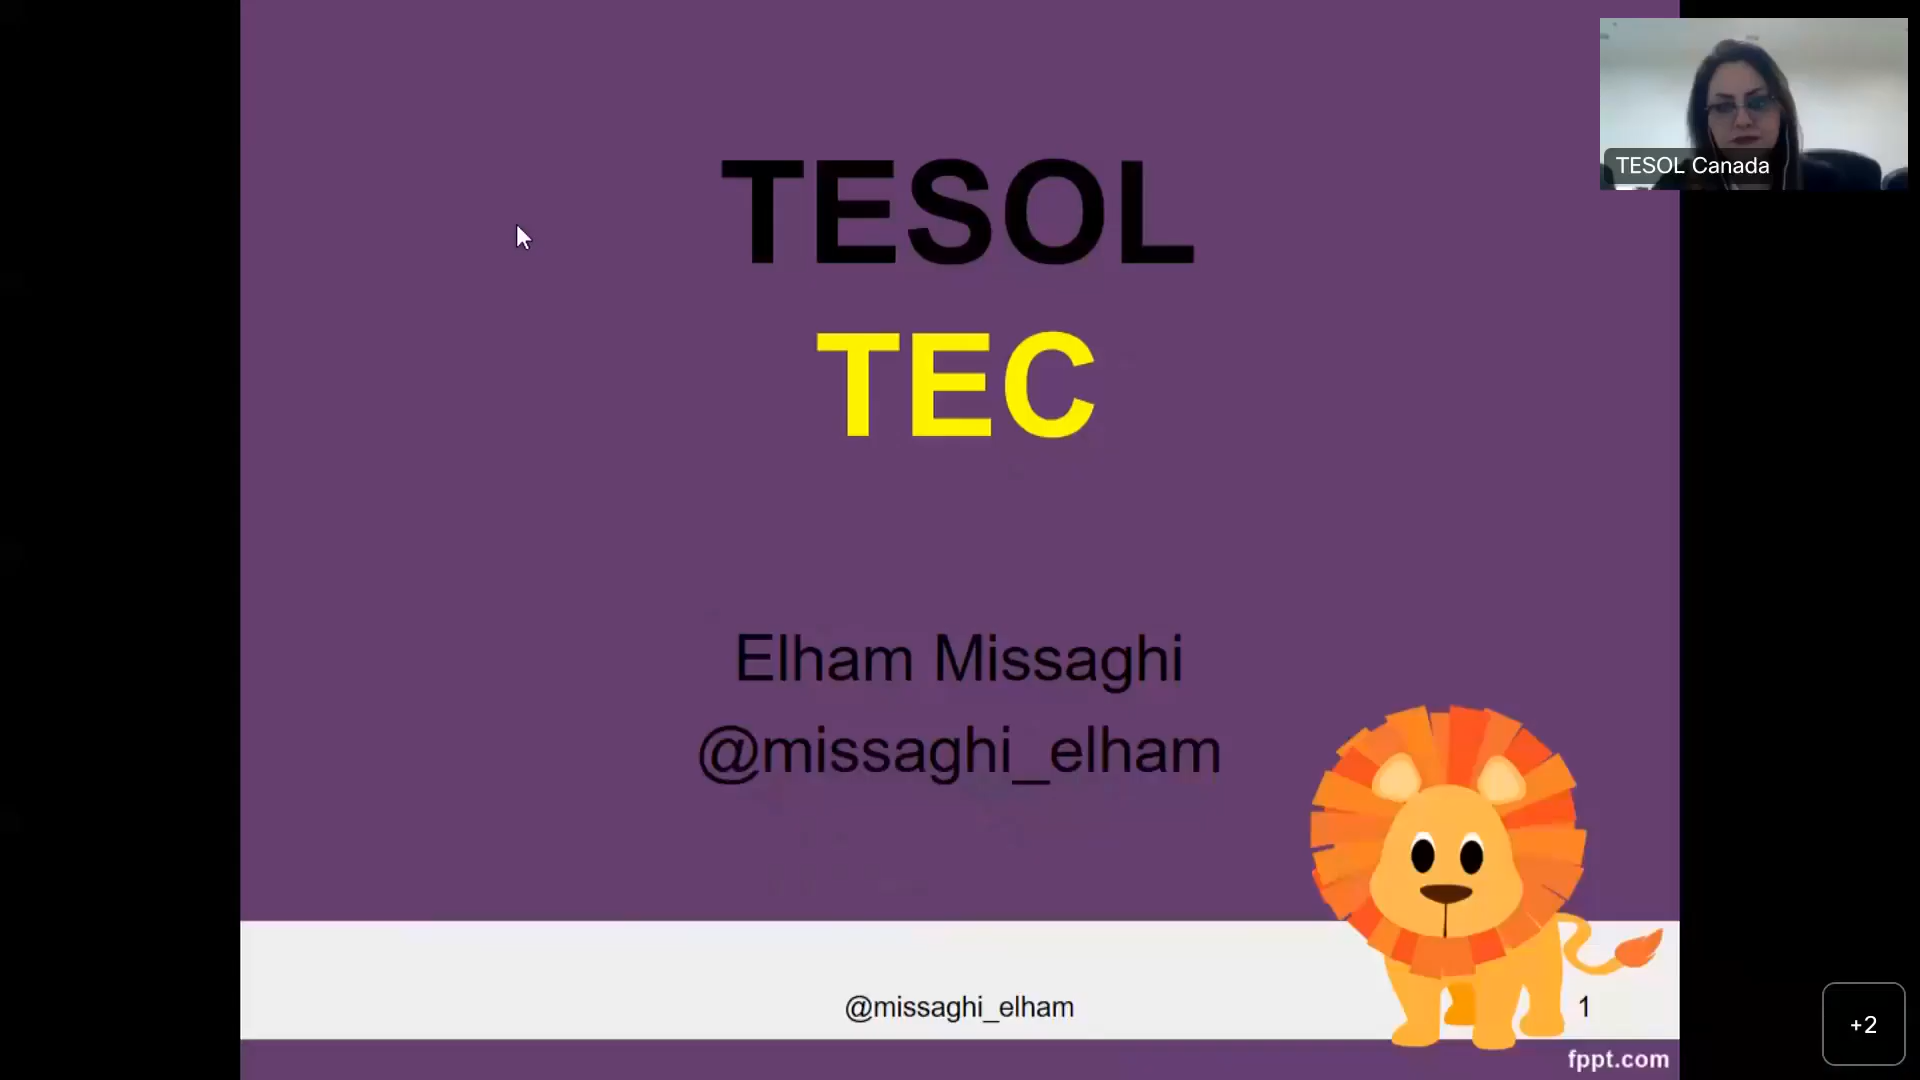 TESOL
TEC
Elham Missaghi
@missaghi_elham
@missaghi_elham
1
fppt.com
TESOL Canada
+2